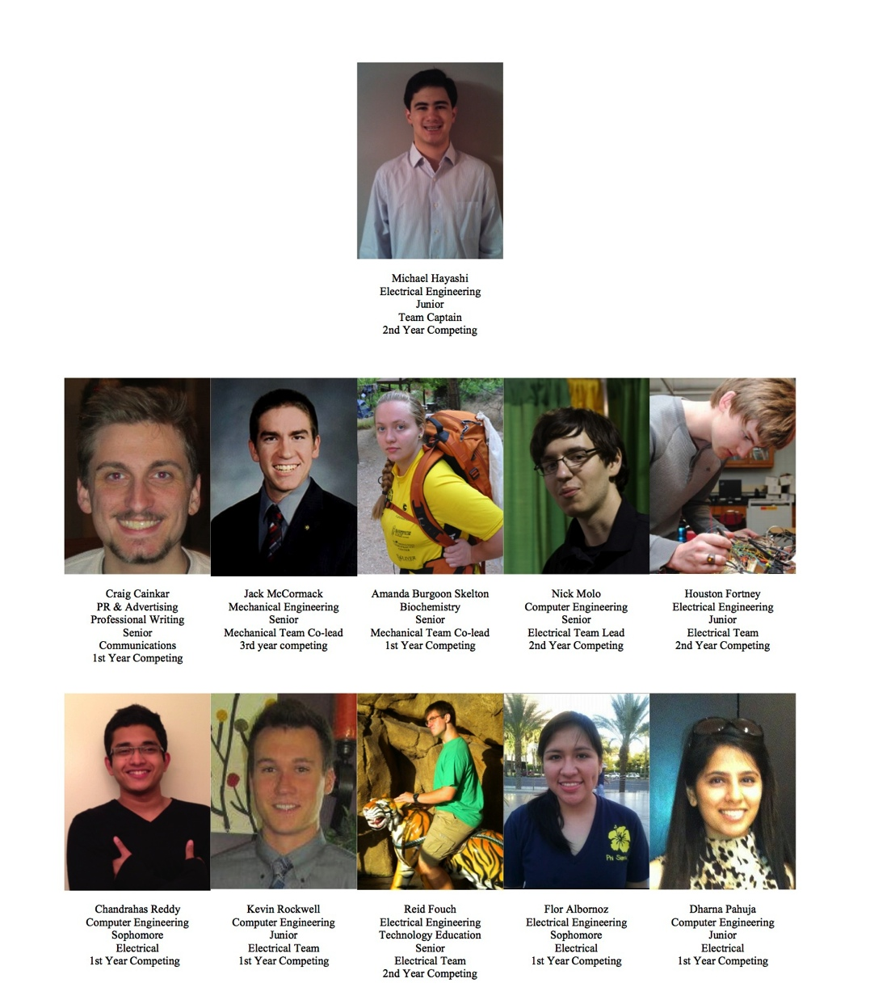 Michael Hayashi
Electrical Engineering
Junior
Team Captain
2nd Year Competing
Craig Cainkar
PR & Advertising
Professional Writing
Senior
Communications
1st Year Competing
Jack McCormack
Mechanical Engineering
Senior
Mechanical Team Co-lead
3rd year competing
Amanda Burgoon Skelton
Biochemistry
Senior
Mechanical Team Co-lead
1st Year Competing
Nick Molo
Computer Engineering
Senior
Electrical Team Lead
2nd Year Competing
Houston Fortney
Electrical Engineering
Junior
Electrical Team
2nd Year Competing
Chandrahas Reddy
Computer Engineering
Sophomore
Electrical
1st Year Competing
Kevin Rockwell
Computer Engineering
Junior
Electrical Team
1st Year Competing
Reid Fouch
Electrical Engineering
Technology Education
Senior
Electrical Team
2nd Year Competing
Flor Albornoz
Electrical Engineering
Sophomore
Electrical
1st Year Competing
Dharna Pahuja
Computer Engineering
Junior
Electrical
1st Year Competing